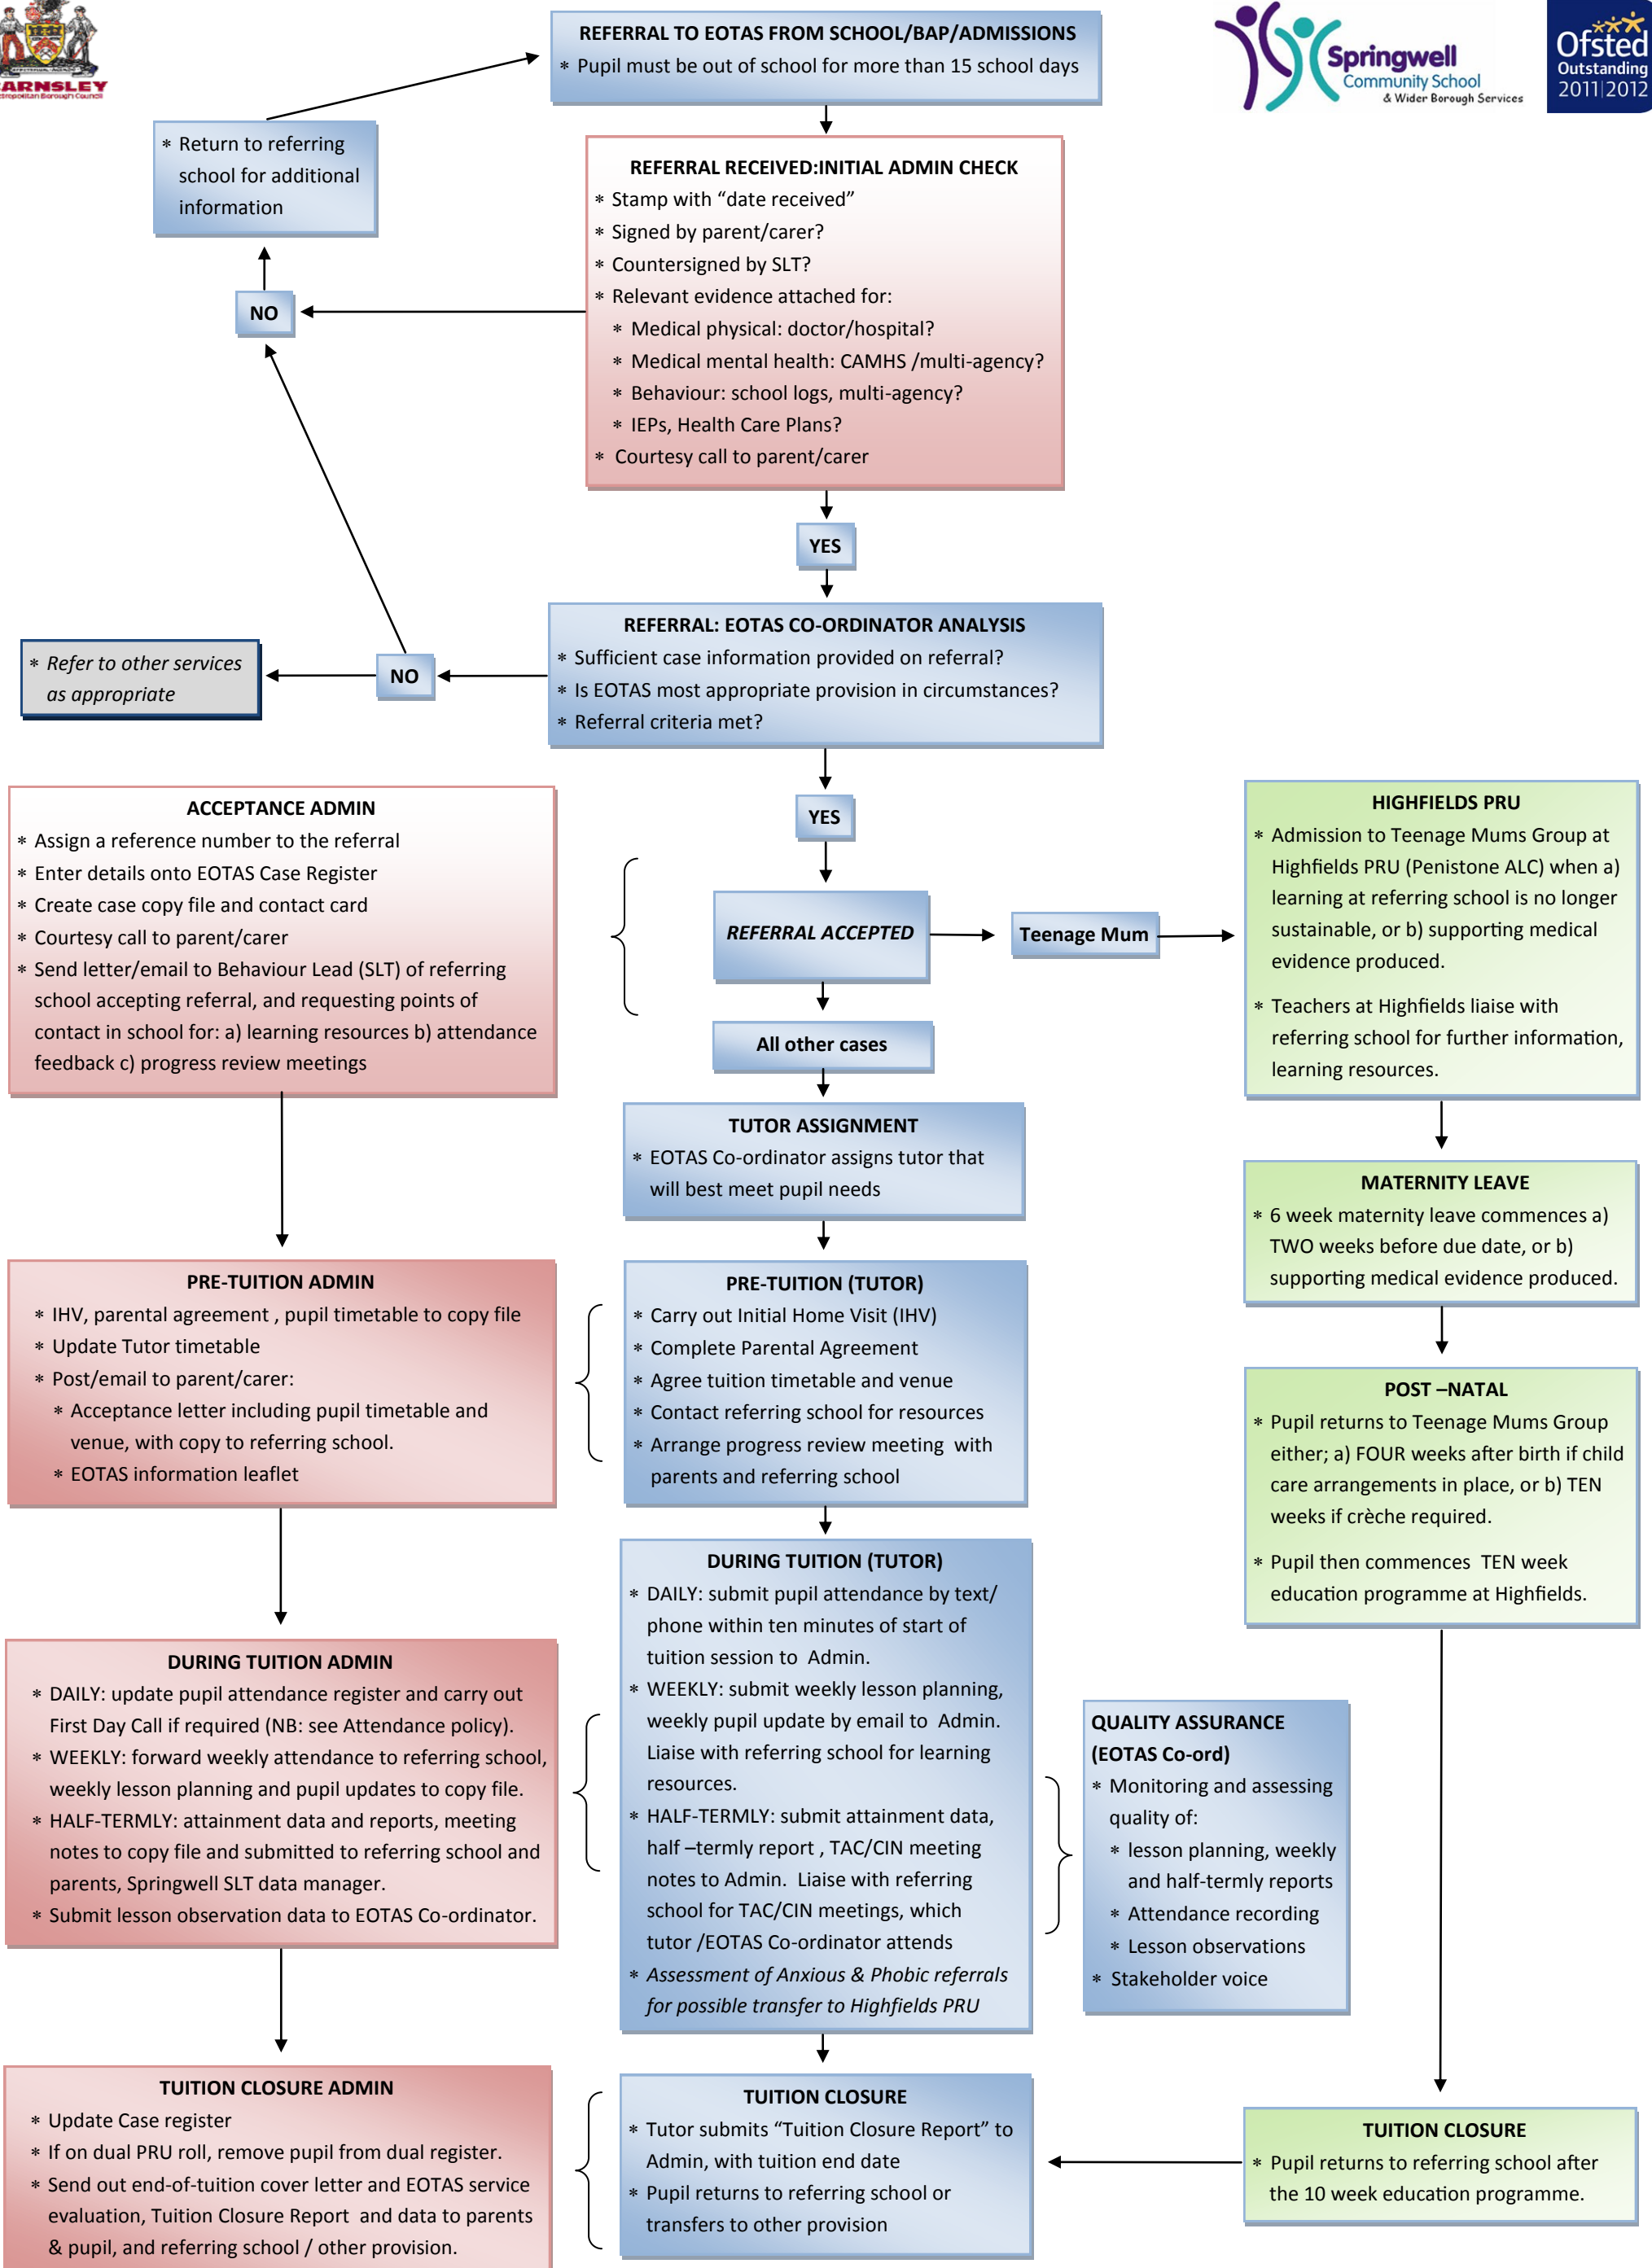 ARNSLEY
Metropolitan Borough Council
REFERRAL TO EOTAS FROM SCHOOL/BAP/ADMISSIONS
* Pupil must be out of school for more than 15 school days
Springwell
Community School
& Wider Borough Services
Ofsted
Outstanding
2011|2012
* Return to referring
school for additional
information
REFERRAL RECEIVED:INITIAL ADMIN CHECK
* Stamp with “date received”
* Signed by parent/carer?
* Countersigned by SLT?
* Relevant evidence attached for:
* Medical physical: doctor/hospital?
* Medical mental health: CAMHS /multi-agency?
* Behaviour: school logs, multi-agency?
* IEPs, Health Care Plans?
* Courtesy call to parent/carer
NO
YES
REFERRAL: EOTAS CO-ORDINATOR ANALYSIS
* Sufficient case information provided on referral?
* Is EOTAS most appropriate provision in circumstances?
* Referral criteria met?
NO
* Refer to other services
as appropriate
YES
ACCEPTANCE ADMIN
* Assign a reference number to the referral
* Enter details onto EOTAS Case Register
* Create case copy file and contact card
* Courtesy call to parent/carer
* Send letter/email to Behaviour Lead (SLT) of referring
school accepting referral, and requesting points of
contact in school for: a) learning resources b) attendance
feedback c) progress review meetings
REFERRAL ACCEPTED
Teenage Mum
All other cases
HIGHFIELDS PRU
* Admission to Teenage Mums Group at
Highfields PRU (Penistone ALC) when a)
learning at referring school is no longer
sustainable, or b) supporting medical
evidence produced.
* Teachers at Highfields liaise with
referring school for further information,
learning resources.
TUTOR ASSIGNMENT
* EOTAS Co-ordinator assigns tutor that
will best meet pupil needs
MATERNITY LEAVE
* 6 week maternity leave commences a)
TWO weeks before due date, or b)
supporting medical evidence produced.
PRE-TUITION ADMIN
* IHV, parental agreement , pupil timetable to copy file
* Update Tutor timetable
* Post/email to parent/carer:
* Acceptance letter including pupil timetable and
venue, with copy to referring school.
* EOTAS information leaflet
PRE-TUITION (TUTOR)
* Carry out Initial Home Visit (IHV)
* Complete Parental Agreement
* Agree tuition timetable and venue
* Contact referring school for resources
* Arrange progress review meeting with
parents and referring school
POST –NATAL
* Pupil returns to Teenage Mums Group
either; a) FOUR weeks after birth if child
care arrangements in place, or b) TEN
weeks if crèche required.
* Pupil then commences TEN week
education programme at Highfields.
DURING TUITION ADMIN
* DAILY: update pupil attendance register and carry out
First Day Call if required (NB: see Attendance policy).
* WEEKLY: forward weekly attendance to referring school,
weekly lesson planning and pupil updates to copy file.
* HALF-TERMLY: attainment data and reports, meeting
notes to copy file and submitted to referring school and
parents, Springwell SLT data manager.
* Submit lesson observation data to EOTAS Co-ordinator.
DURING TUITION (TUTOR)
* DAILY: submit pupil attendance by text/
phone within ten minutes of start of
tuition session to Admin.
* WEEKLY: submit weekly lesson planning,
weekly pupil update by email to Admin.
Liaise with referring school for learning
resources.
* HALF-TERMLY: submit attainment data,
half –termly report , TAC/CIN meeting
notes to Admin. Liaise with referring
school for TAC/CIN meetings, which
tutor /EOTAS Co-ordinator attends
* Assessment of Anxious & Phobic referrals
for possible transfer to Highfields PRU
QUALITY ASSURANCE
(EOTAS Co-ord)
* Monitoring and assessing
quality of:
* lesson planning, weekly
and half-termly reports
* Attendance recording
* Lesson observations
* Stakeholder voice
TUITION CLOSURE ADMIN
* Update Case register
* If on dual PRU roll, remove pupil from dual register.
* Send out end-of-tuition cover letter and EOTAS service
evaluation, Tuition Closure Report and data to parents
& pupil, and referring school / other provision.
TUITION CLOSURE
* Tutor submits “Tuition Closure Report” to
Admin, with tuition end date
* Pupil returns to referring school or
transfers to other provision
TUITION CLOSURE
* Pupil returns to referring school after
the 10 week education programme.